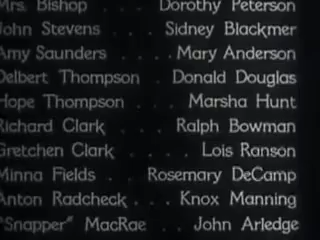 Mrs. Bishop . . . Dorothy Peterson
John Stevens . . . Sidney Blackmer
Amy Saunders . . . Mary Anderson
Delbert Thompson . Donald Douglas
Hope Thompson . . . Marsha Hunt
Richard Clark . . . Ralph Bowman
Gretchen Clark . . . Lois Ranson
Minna Fields . . Rosemary DeCamp
Anton Radcheck . . . Knox Manning
"Snapper" MacRae . . John Arledge